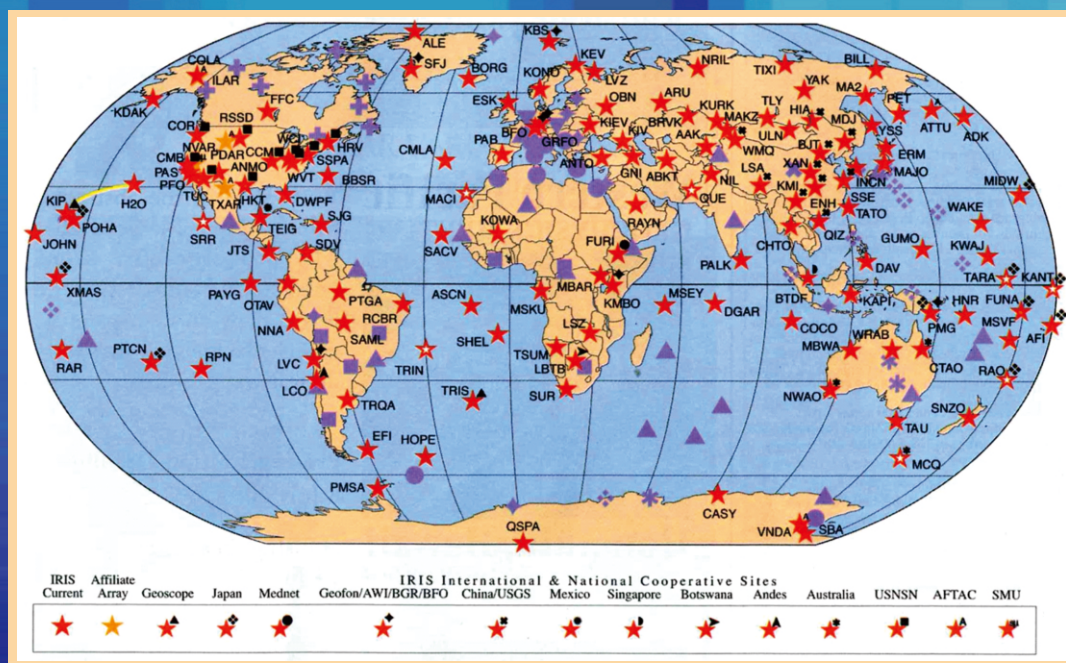 ALE
KBS
COLA
ILAR
SFJ
BORG
KEV
KONO
LVZ
NRIL
TIXI
BILL
YAK
MA2
KDAK
FFC
ESK
OBN
ARU
KURK
TLY
HIA
PET
COR
RSSD
BFO
KIEV
BRVK
MAKZ
MDJ
ATTU
ADK
NVAR
WCI
HRV
PAB
GRFO
KIV
AAK
ULN
YSS
CMB
PDAR
CCM
SSPA
CMLA
ANTO
WMQ
BJT
ERM
PAS
ANMO
WVT
BBSR
GNI
ABKT
NIL
LSA
XAN
MAJO
PFO
TUC
TXAR
HKT
DWPF
MACI
QUE
KMI
INCN
MIDW
KIP
H2O
SSE
POHA
SRR
TEIG
SJG
KOWA
RAYN
ENH
TATO
WAKE
JOHN
JTS
SDV
SACV
FURI
CHTO
QIZ
GUMO
KWAJ
PALK
DAV
TARA
KANT
XMAS
PAYG
OTAV
PTGA
ASCN
MBAR
KMBO
MSEY
DGAR
BTDF
KAPI
HNR
FUNA
MSKU
RCBR
NNA
SAML
SHEL
LSZ
COCO
WRAB
PMG
MSVF
AFI
MBWA
RAR
PTCN
RPN
LVC
TRIN
TSUM
LBTB
CTAO
RAO
LCO
TRIS
SUR
NWAO
TRQA
SNZO
TAU
EFI
HOPE
MCQ
PMSA
CASY
QSPA
VNDA
SBA
IRIS International & National Cooperative Sites
IRIS Current
Affiliate Array
Geoscope
Japan
Mednet
Geofon/AWI/BGR/BFO
China/USGS
Mexico
Singapore
Botswana
Andes
Australia
USNSN
AFTAC
SMU
A
µ